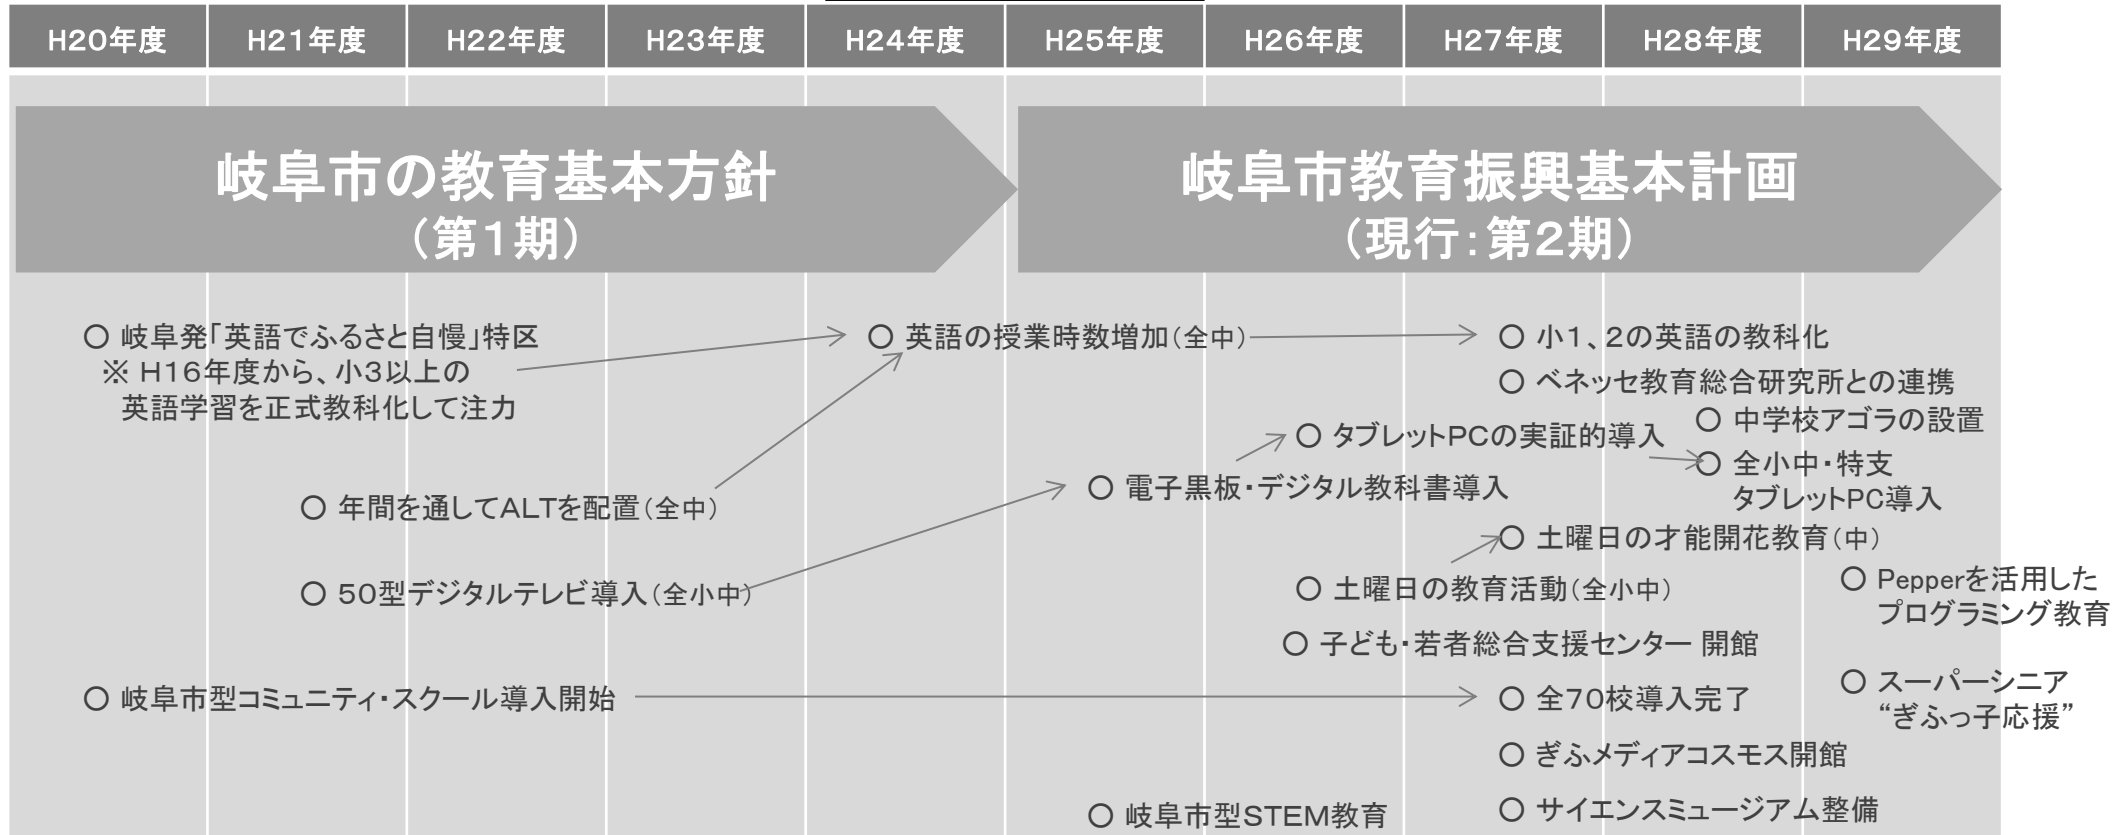 H20年度
H21年度
H22年度
H23年度
H24年度
H25年度
H26年度
H27年度
H28年度
H29年度
岐阜市の教育基本方針
（第１期）
岐阜市教育振興基本計画
（現行：第２期）
○ 岐阜発「英語でふるさと自慢」特区
※ H16年度から、小３以上の
英語学習を正式教科化して注力
○ 英語の授業時数増加（全中）
○ 小１、２の英語の教科化
○ ベネッセ教育総合研究所との連携
○ 中学校アゴラの設置
○ タブレットPCの実証的導入
○ 全小中・特支
タブレットPC導入
○ 電子黒板・デジタル教科書導入
○ 年間を通してALTを配置（全中）
○ 土曜日の才能開花教育（中）
○ 50型デジタルテレビ導入（全小中）
○ 土曜日の教育活動（全小中）
○ Pepperを活用した
プログラミング教育
○ 子ども・若者総合支援センター 開館
○ 岐阜市型コミュニティ・スクール導入開始
○ 全70校導入完了
○ スーパーシニア
“ぎふっ子応援”
○ ぎふメディアコスモス開館
○ 岐阜市型STEM教育
○ サイエンスミュージアム整備